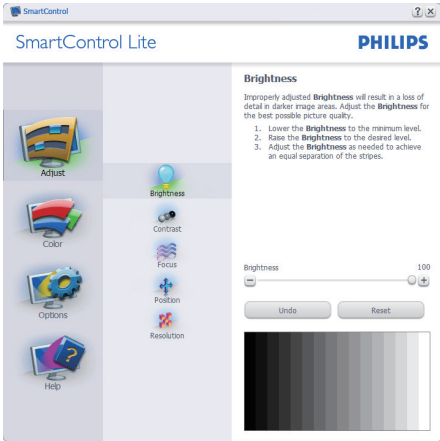 SmartControl
SmartControl Lite
PHILIPS
Adjust
Color
Options
Help
Brightness
Contrast
Focus
Position
Resolution
Brightness
Improperly adjusted Brightness will result in a loss of
detail in darker image areas. Adjust the Brightness for
the best possible picture quality.
1. Lower the Brightness to the minimum level.
2. Raise the Brightness to the desired level.
3. Adjust the Brightness as needed to achieve
an equal separation of the stripes.
Brightness 100
Undo Reset